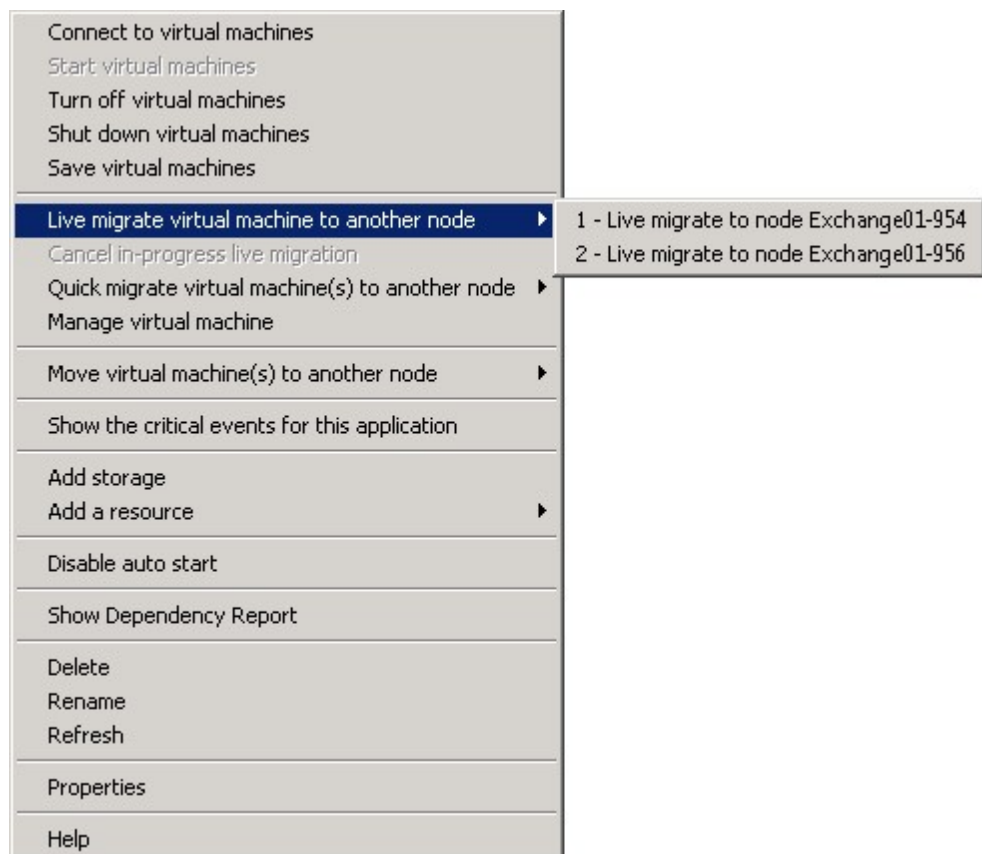 Connect to virtual machines
Start virtual machines
Turn off virtual machines
Shut down virtual machines
Save virtual machines
Live migrate virtual machine to another node
1 - Live migrate to node Exchange01-954
2 - Live migrate to node Exchange01-956
Cancel in-progress live migration
Quick migrate virtual machine(s) to another node
Manage virtual machine
Move virtual machine(s) to another node
Show the critical events for this application
Add storage
Add a resource
Disable auto start
Show Dependency Report
Delete
Rename
Refresh
Properties
Help